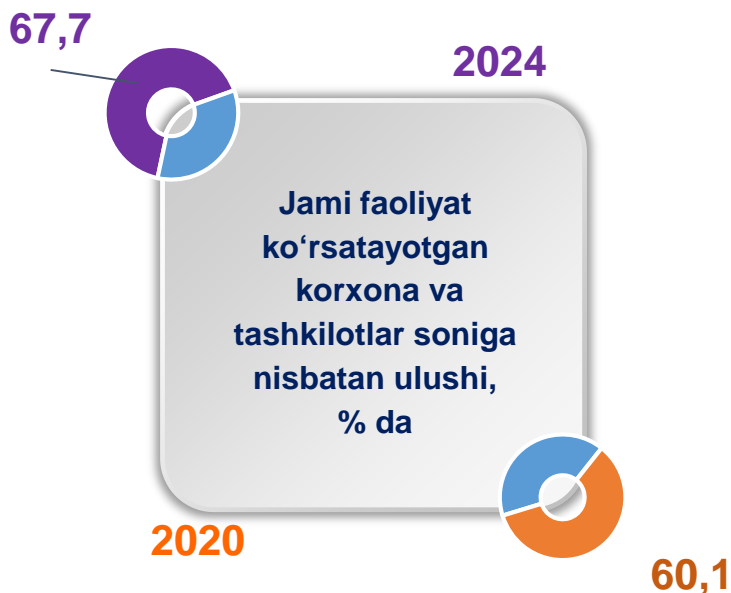 67,7
2024
Jami faoliyat
ko‘rsatayotgan
korxona va
tashkilotlar soniga
nisbatan ulushi,
% da
2020
60,1